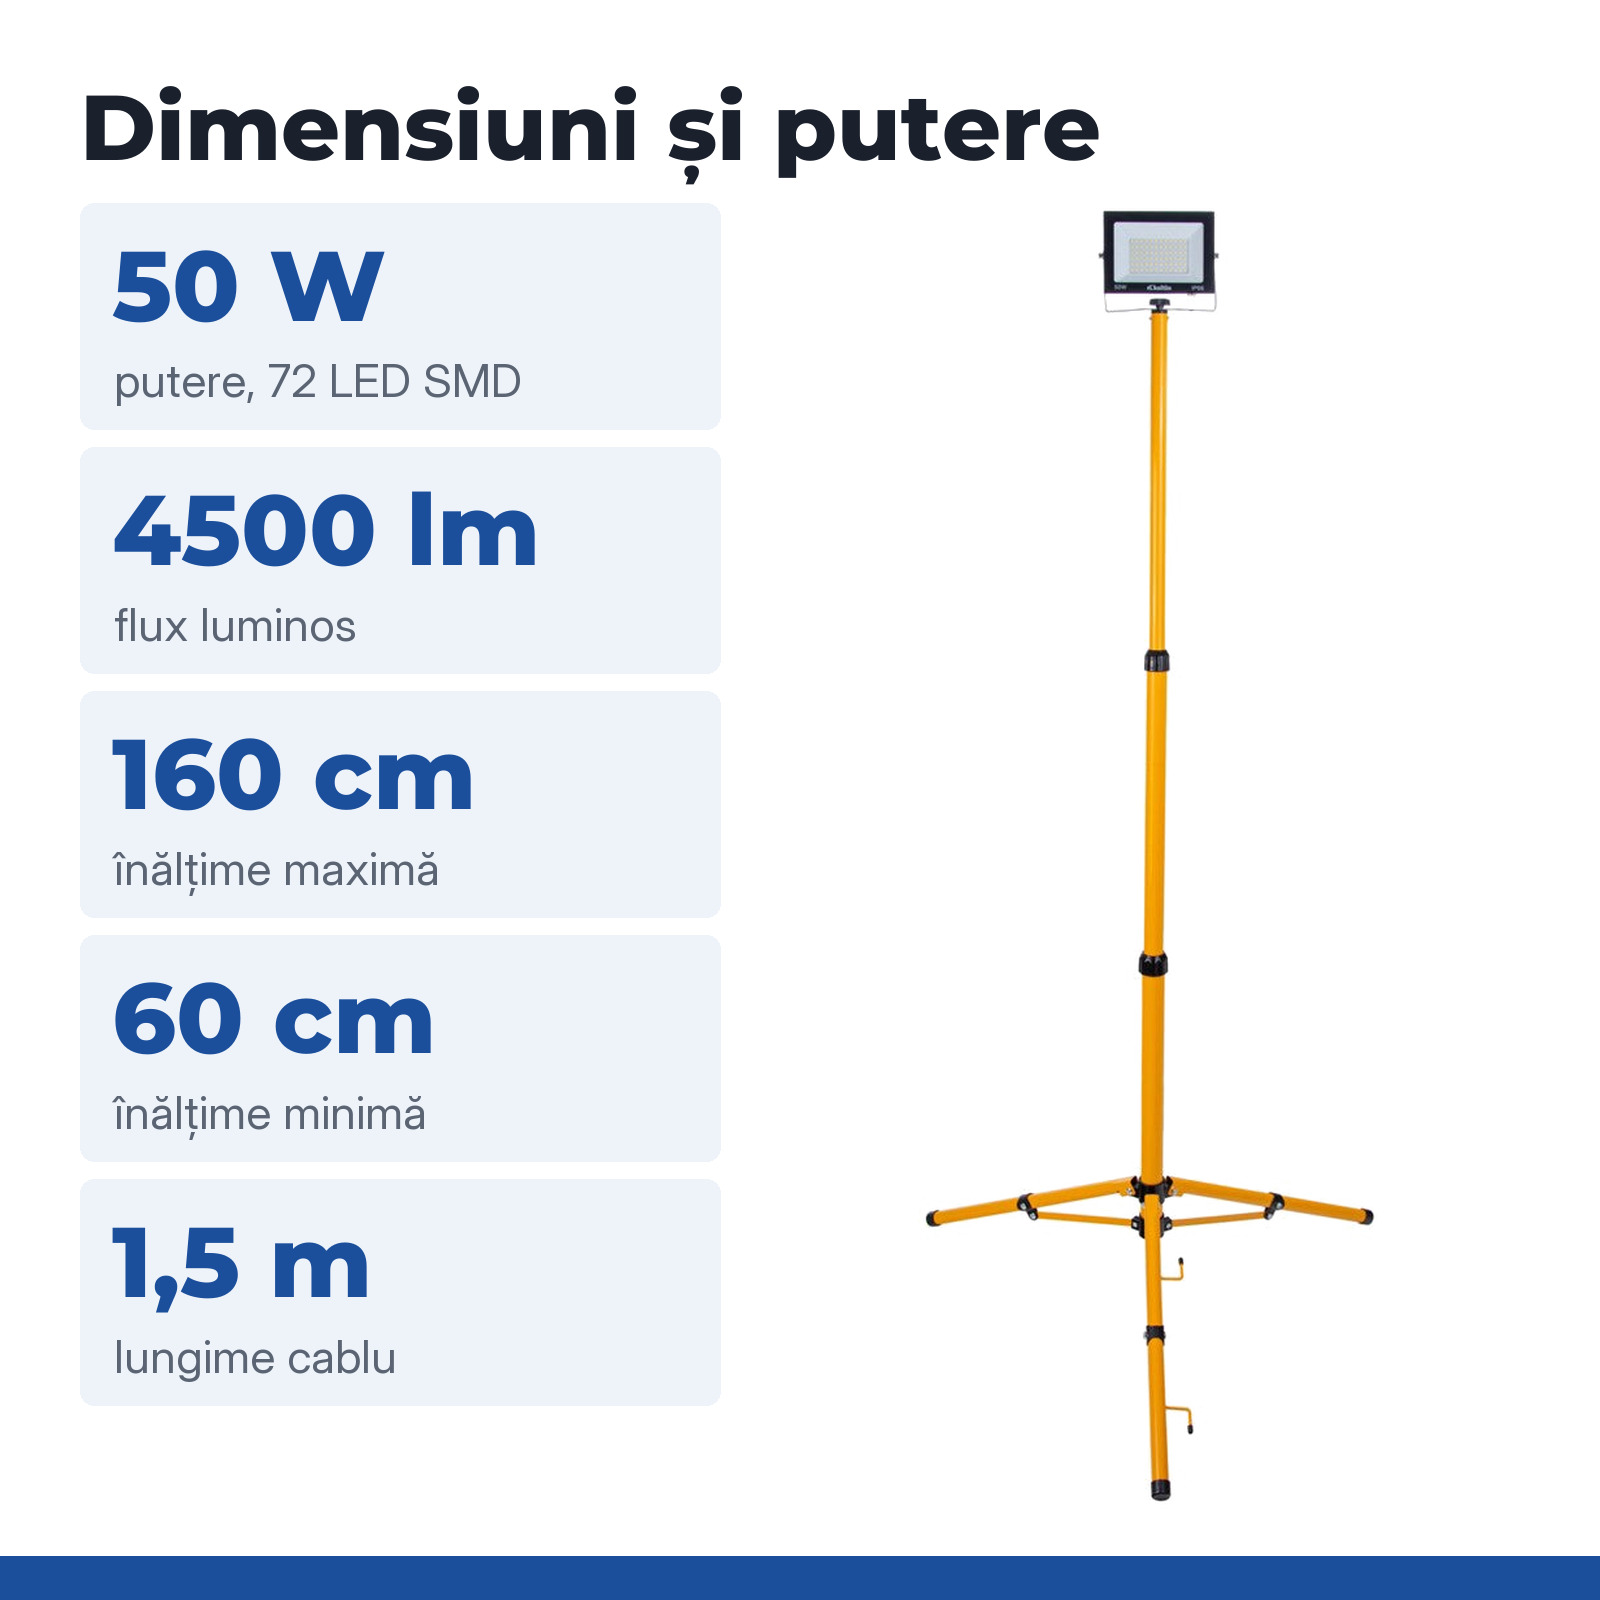 Dimensiuni și putere
50 W
putere, 72 LED SMD
4500 lm
flux luminos
160 cm
înălțime maximă
60 cm
înălțime minimă
1,5 m
lungime cablu
50W